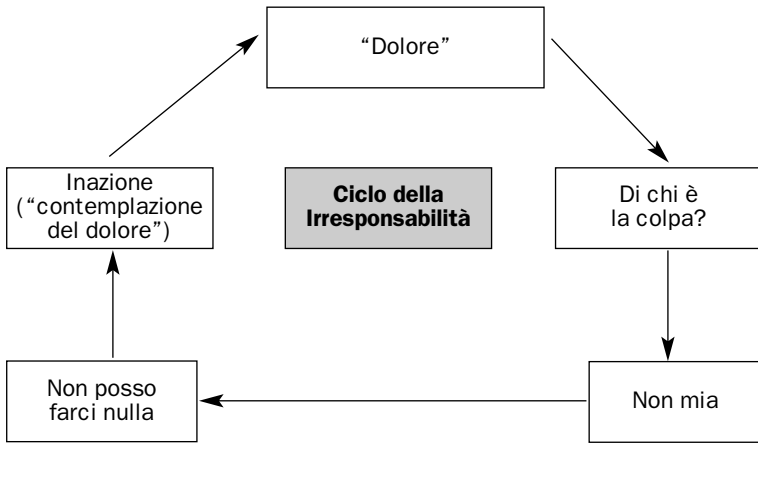 “Dolore”
Inazione
(“contemplazione
del dolore”)
Ciclo della
Irresponsabilità
Di chi è
la colpa?
Non posso
farci nulla
Non mia